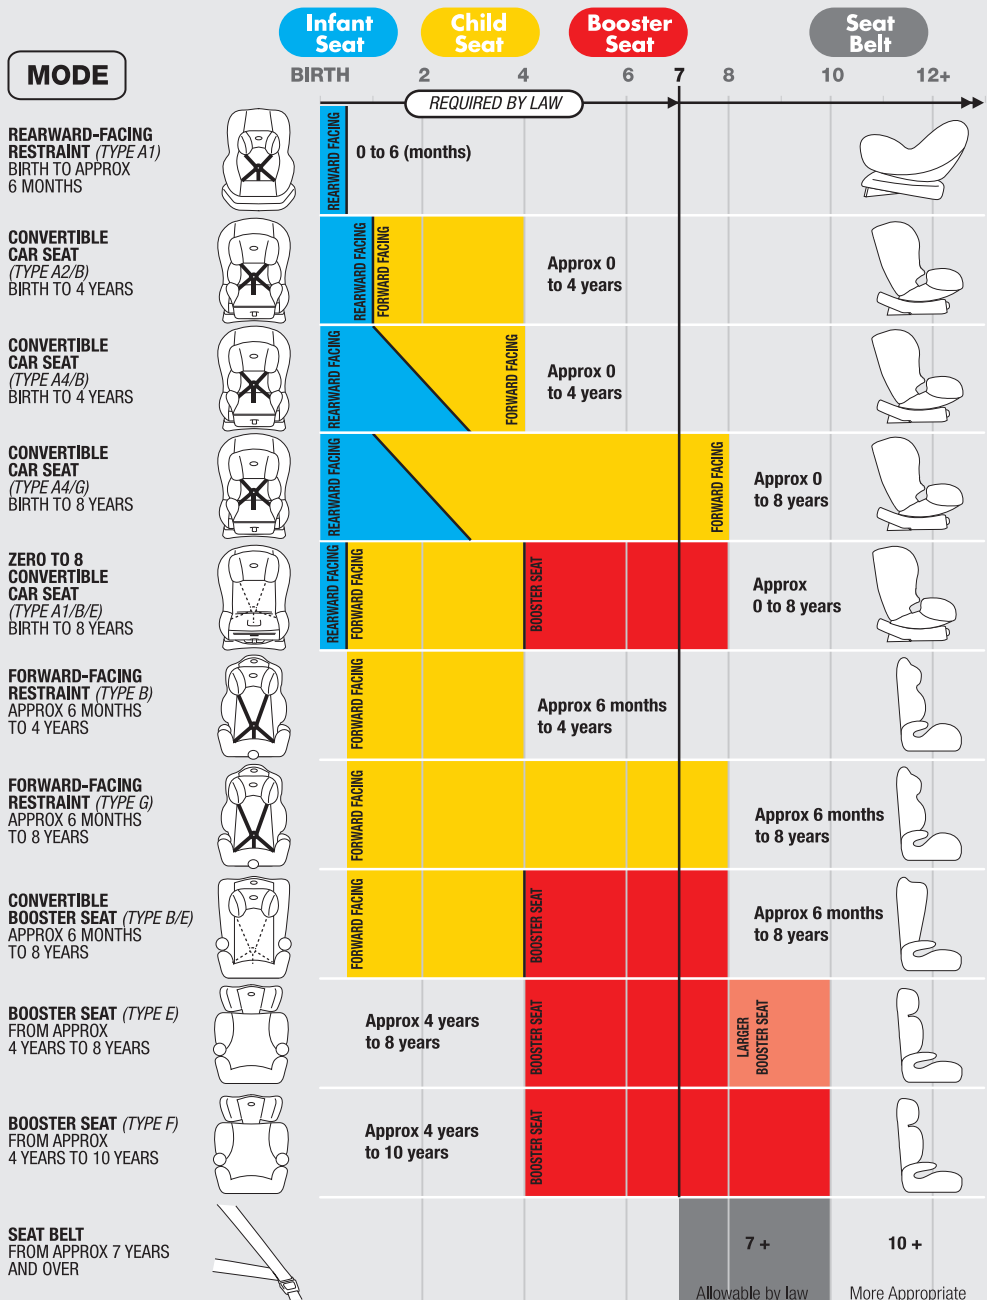 Infant
Seat
Child
Seat
Booster
Seat
Seat
Belt
MODE
BIRTH 2 4 6 7 8 10 12+
REQUIRED BY LAW
REARWARD-FACING
RESTRAINT (TYPE A1)
BIRTH TO APPROX
6 MONTHS
REARWARD FACING
0 to 6 (months)
CONVERTIBLE
CAR SEAT
(TYPE A2/B)
BIRTH TO 4 YEARS
REARWARD FACING
FORWARD FACING
Approx 0
to 4 years
CONVERTIBLE
CAR SEAT
(TYPE A4/B)
BIRTH TO 4 YEARS
REARWARD FACING
FORWARD FACING
Approx 0
to 4 years
CONVERTIBLE
CAR SEAT
(TYPE A4/G)
BIRTH TO 8 YEARS
REARWARD FACING
FORWARD FACING
Approx 0
to 8 years
ZERO TO 8
CONVERTIBLE
CAR SEAT
(TYPE A1/B/E)
BIRTH TO 8 YEARS
REARWARD FACING
FORWARD FACING
BOOSTER SEAT
Approx
0 to 8 years
FORWARD-FACING
RESTRAINT (TYPE B)
APPROX 6 MONTHS
TO 4 YEARS
FORWARD FACING
Approx 6 months
to 4 years
FORWARD-FACING
RESTRAINT (TYPE G)
APPROX 6 MONTHS
TO 8 YEARS
FORWARD FACING
Approx 6 months
to 8 years
CONVERTIBLE
BOOSTER SEAT (TYPE B/E)
APPROX 6 MONTHS
TO 8 YEARS
FORWARD FACING
BOOSTER SEAT
Approx 6 months
to 8 years
BOOSTER SEAT (TYPE E)
FROM APPROX
4 YEARS TO 8 YEARS
Approx 4 years
to 8 years
BOOSTER SEAT
LARGER
BOOSTER SEAT
BOOSTER SEAT (TYPE F)
FROM APPROX
4 YEARS TO 10 YEARS
Approx 4 years
to 10 years
BOOSTER SEAT
SEAT BELT
FROM APPROX 7 YEARS
AND OVER
7 +
10 +
Allowable by law
More Appropriate